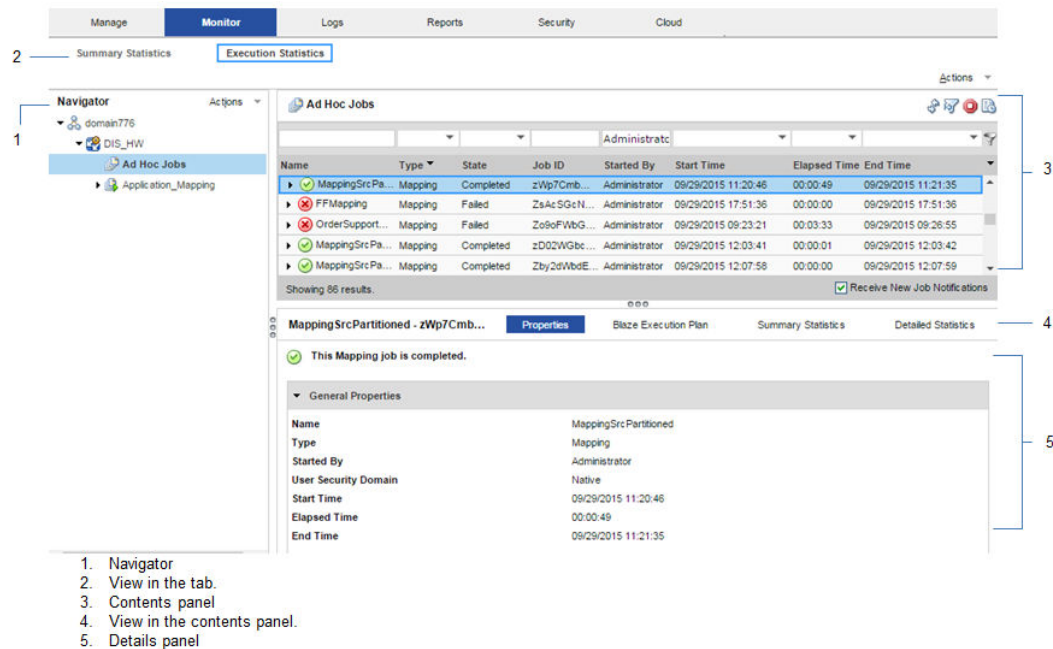 Manage Monitor Logs Reports Security Cloud
2 Summary Statistics Execution Statistics
Actions
Navigator Actions
1
domain776
DIS_HW
Ad Hoc Jobs
Application_Mapping
Ad Hoc Jobs
Administratc
3
Name Type State Job ID Started By Start Time Elapsed Time End Time
MappingSrcPa... Mapping Completed zWp7Cmb... Administrator 09/29/2015 11:20:46 00:00:49 09/29/2015 11:21:35
FFMapping Mapping Failed ZsAcSGcN... Administrator 09/29/2015 17:51:36 00:00:00 09/29/2015 17:51:36
OrderSupport... Mapping Failed Zo9oFWbG... Administrator 09/29/2015 09:23:21 00:03:33 09/29/2015 09:26:55
MappingSrcPa... Mapping Completed zD02WGbc... Administrator 09/29/2015 12:03:41 00:00:01 09/29/2015 12:03:42
MappingSrcPa... Mapping Completed Zby2dWbdE... Administrator 09/29/2015 12:07:58 00:00:00 09/29/2015 12:07:59
Showing 86 results. Receive New Job Notifications
MappingSrcPartitioned - zWp7Cmb... Properties Blaze Execution Plan Summary Statistics Detailed Statistics 4
This Mapping job is completed.
General Properties
Name MappingSrcPartitioned
Type Mapping
5
Started By Administrator
User Security Domain Native
Start Time 09/29/2015 11:20:46
Elapsed Time 00:00:49
End Time 09/29/2015 11:21:35
1. Navigator
2. View in the tab.
3. Contents panel
4. View in the contents panel.
5. Details panel